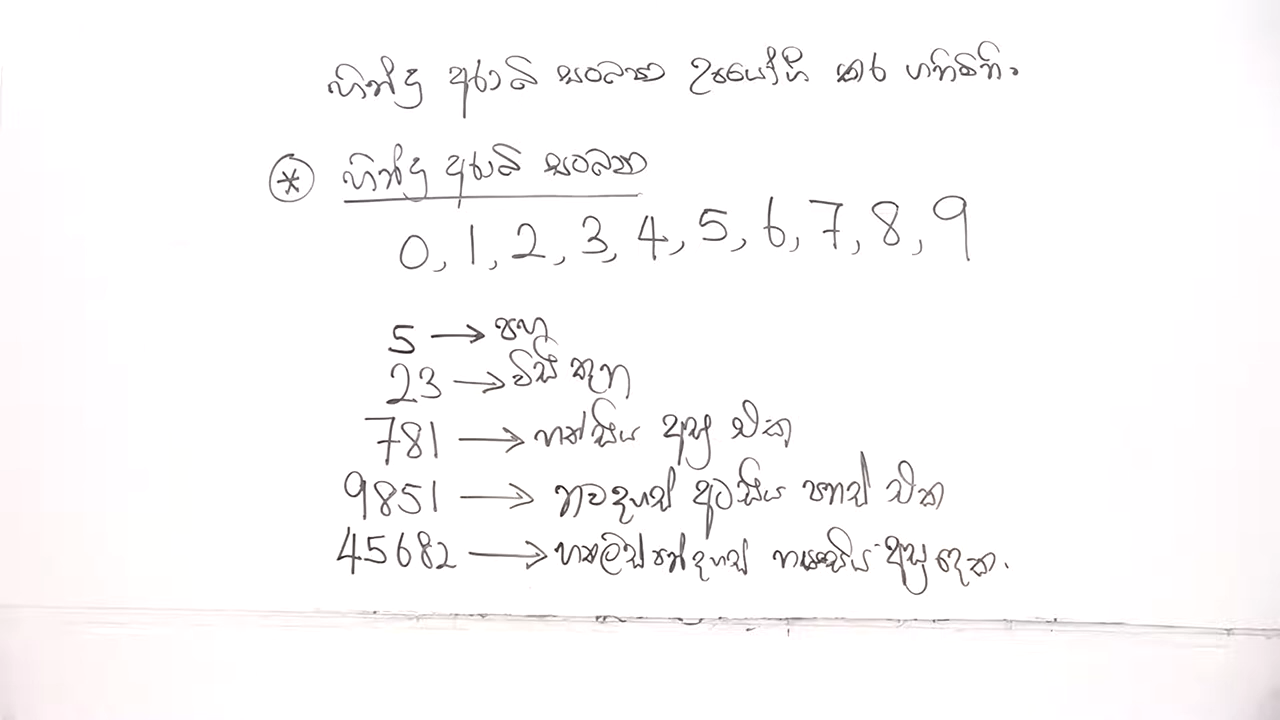 හින්දු අරාබි සංඛ්‍යා උපයෝගී කර ගනිමිනි.
* හින්දු අරාබි සංඛ්‍යා
0, 1, 2, 3, 4, 5, 6, 7, 8, 9
5 → පහ
23 → විසි තුන
781 → හත්සිය අසූ එක
9851 → නවදහස් අටසිය පනස් එක
45682 → හතලිස් පන්දහස් හයසිය අසූ දෙක.